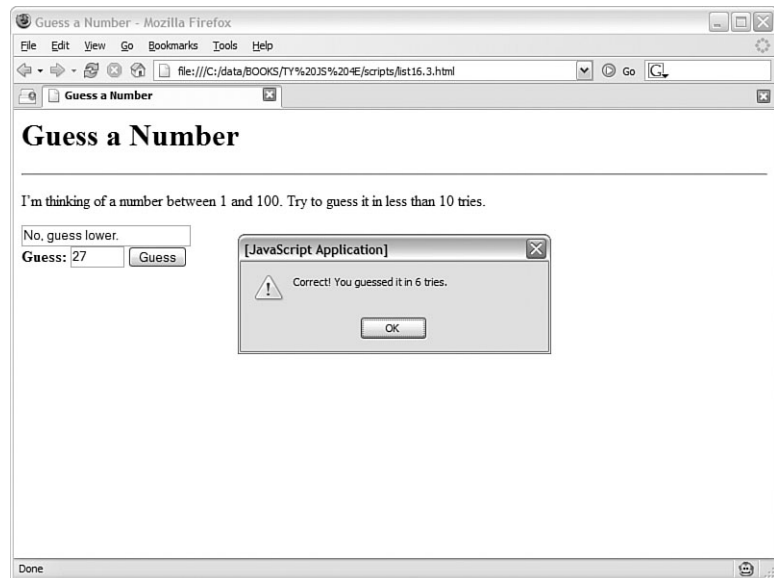 Guess a Number - Mozilla Firefox
File Edit View Go Bookmarks Tools Help
file:///C:/data/BOOKS/TY%20JS%204E/scripts/list16.3.html Go G
Guess a Number
Guess a Number
I'm thinking of a number between 1 and 100. Try to guess it in less than 10 tries.
No, guess lower.
Guess: 27 Guess
[JavaScript Application]
Correct! You guessed it in 6 tries.
OK
Done